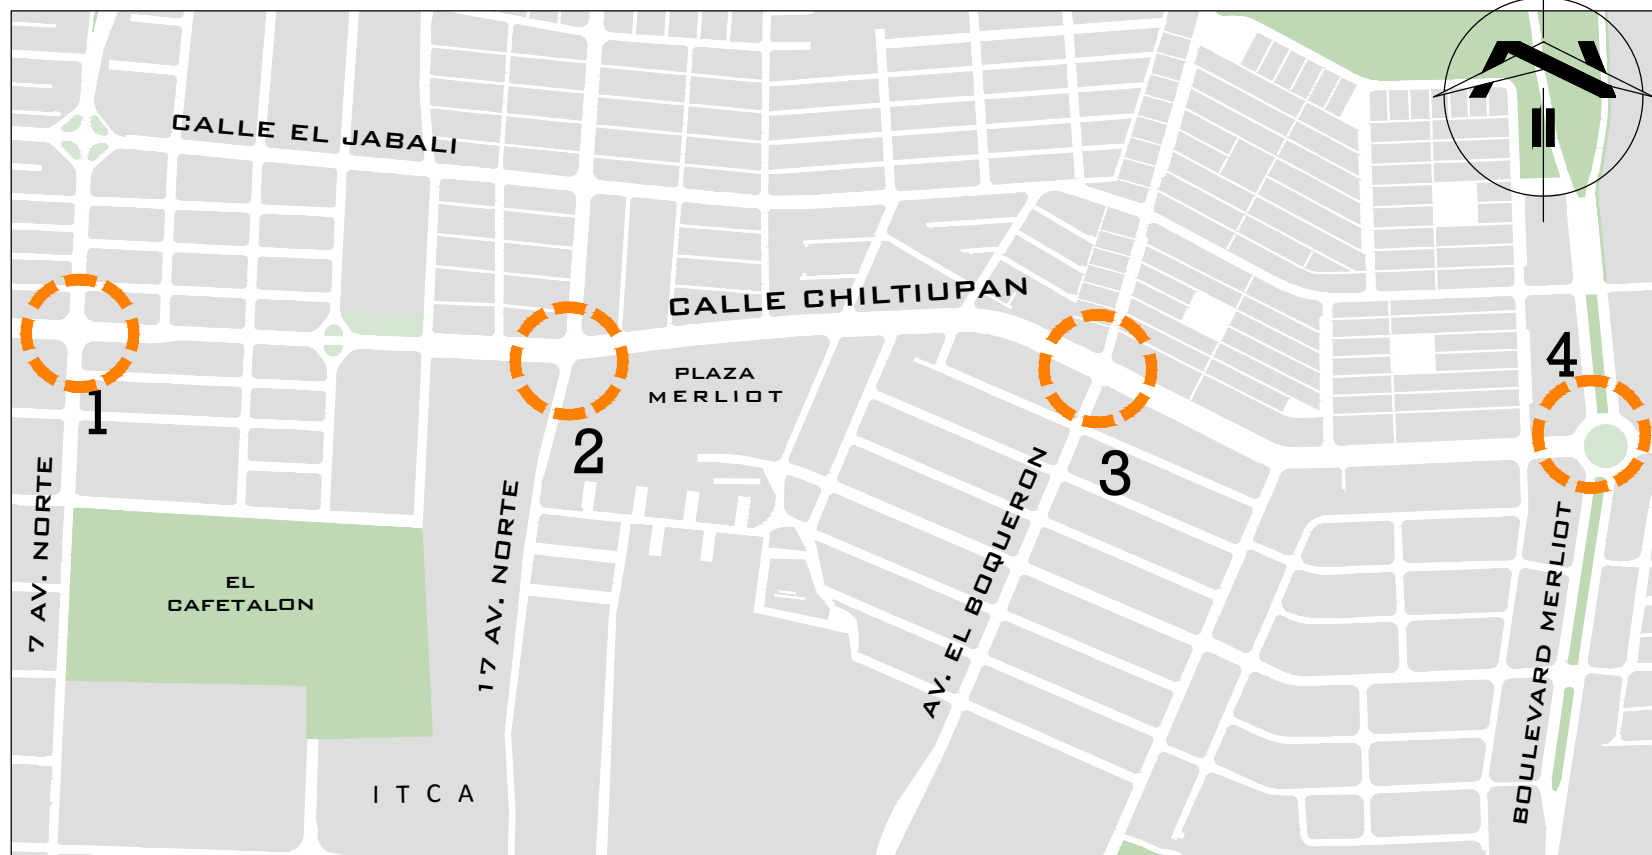 CALLE EL JABALI
CALLE CHILTIUPAN
PLAZA
MERLIOT
1
2
3
4
7 AV. NORTE
17 AV. NORTE
AV. EL BOQUERON
BOULEVARD MERLIOT
EL
CAFETALON
ITCA